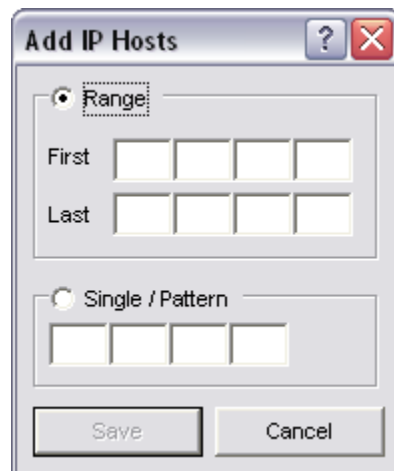 Add IP Hosts ?
Range
First
Last
Single / Pattern
Save Cancel